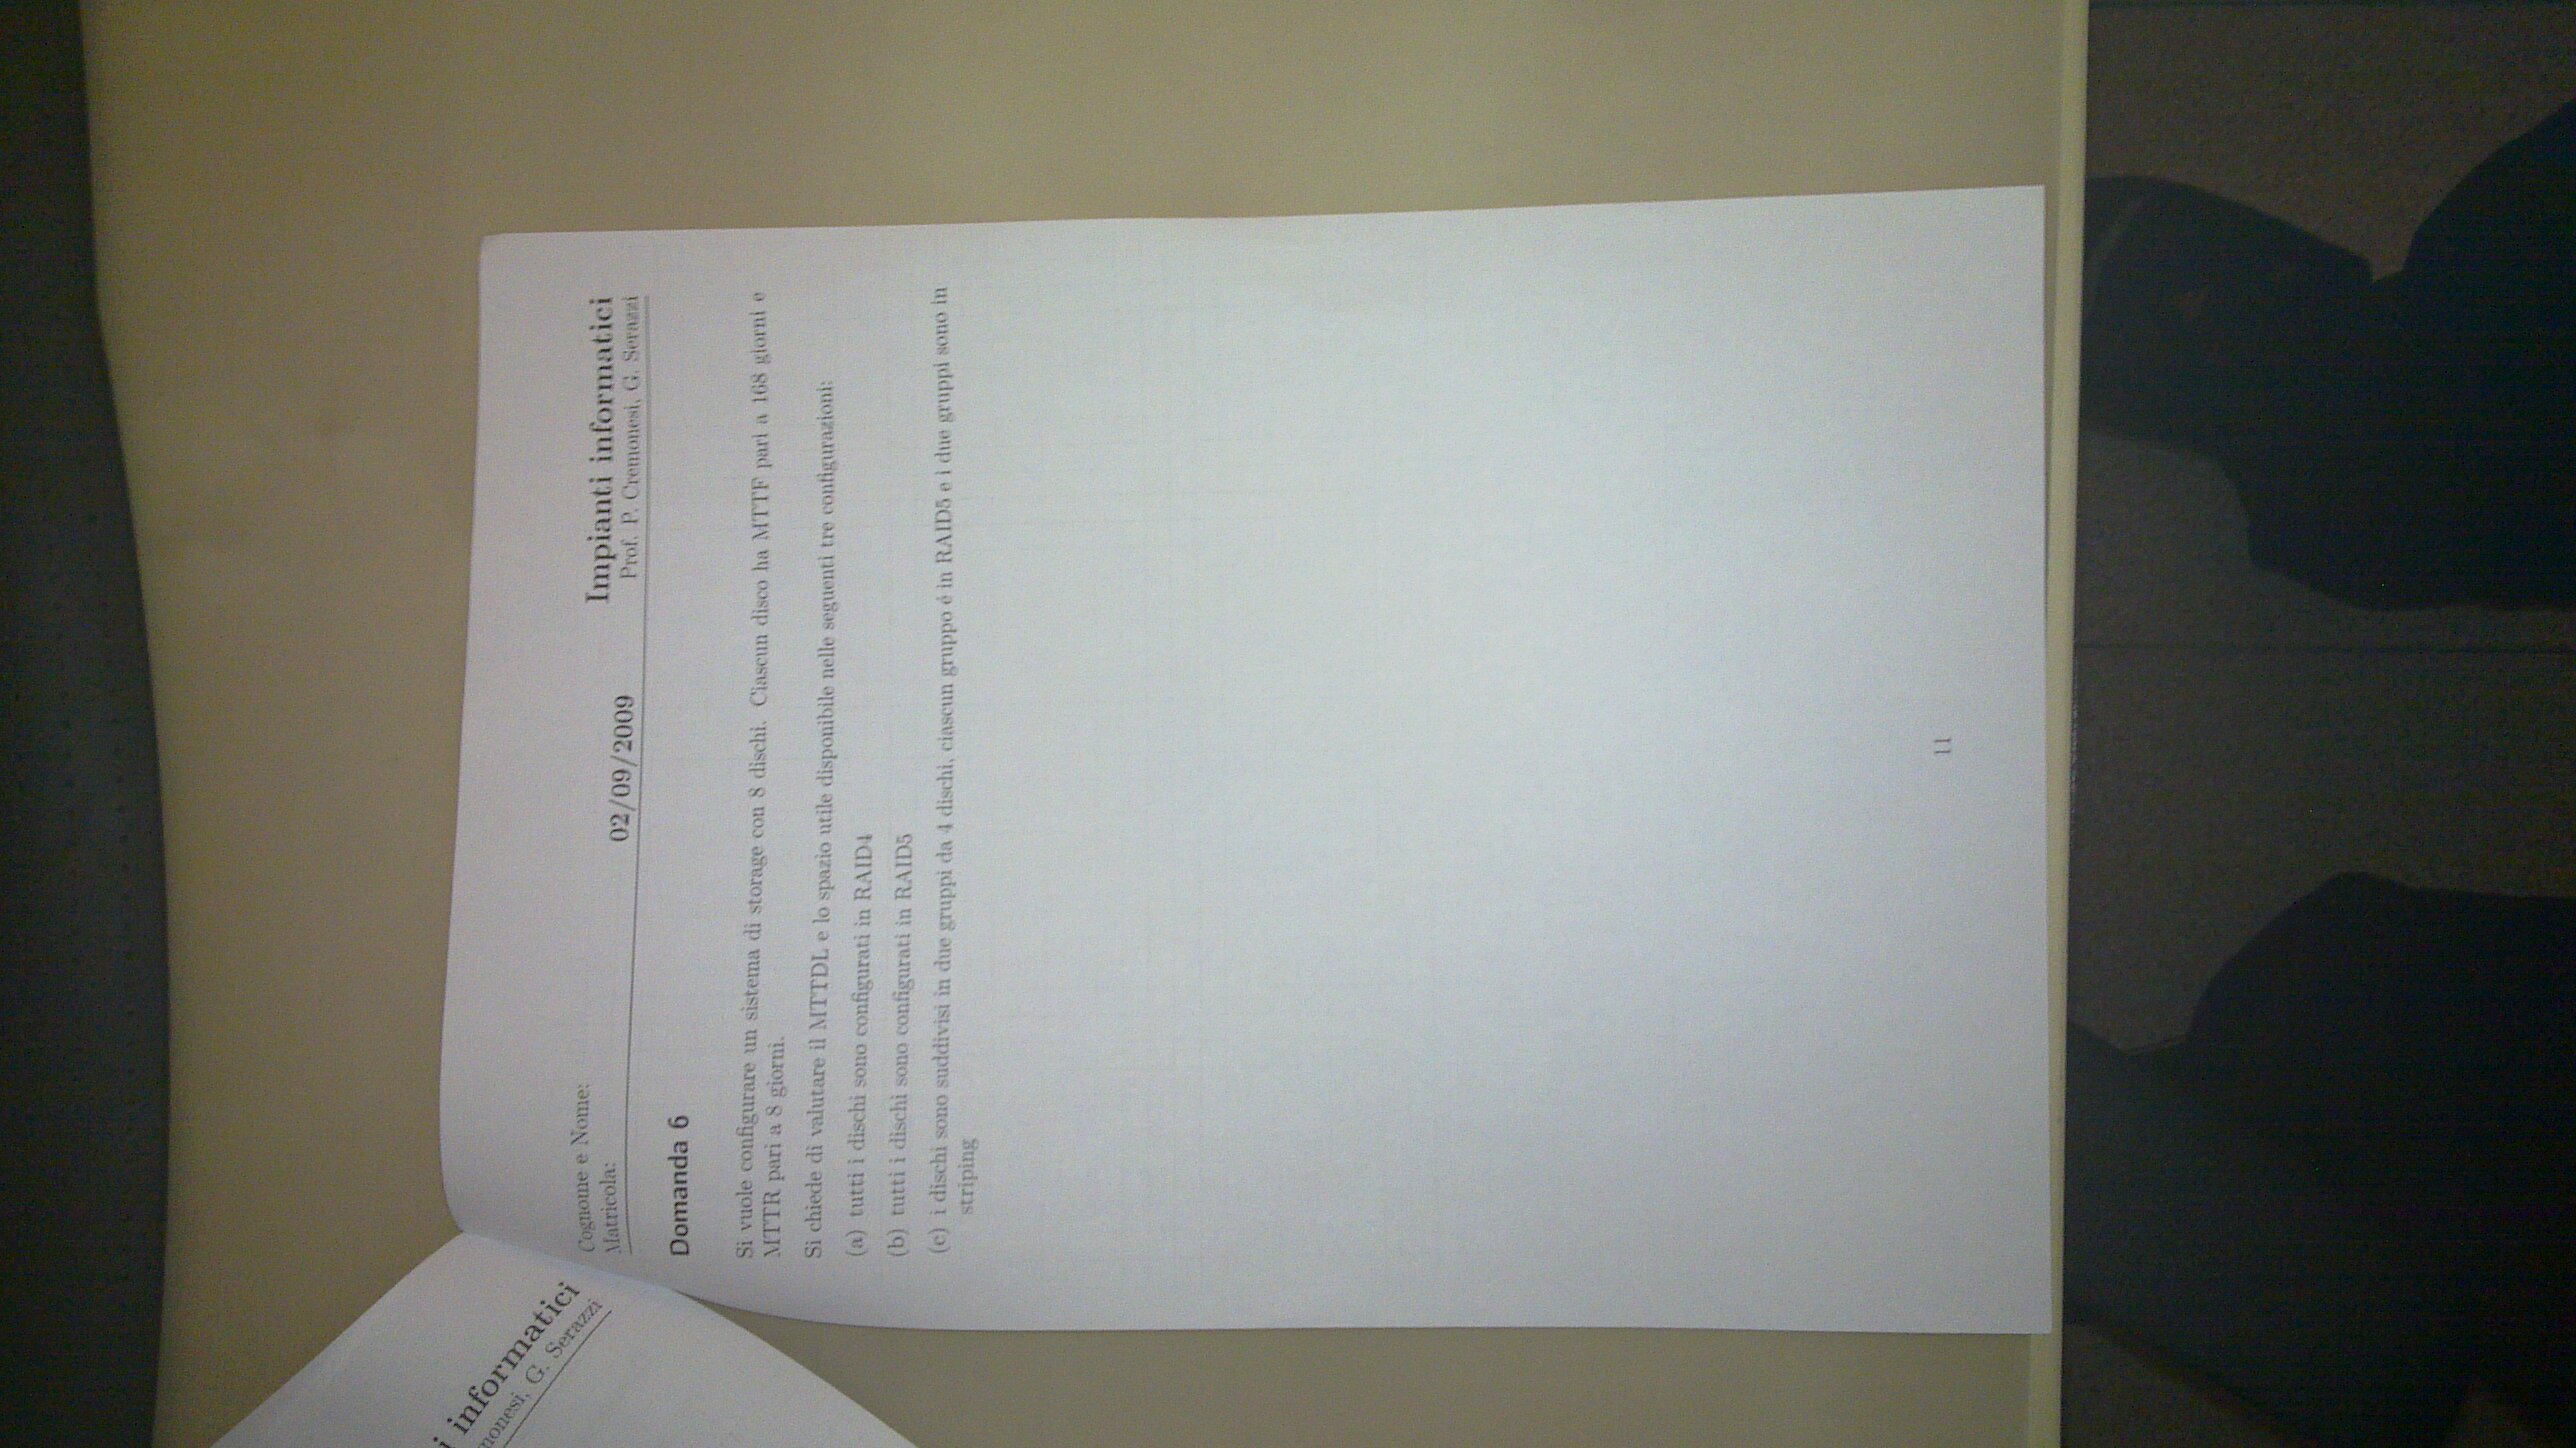 Cognome e Nome:
Matricola:
02/09/2009
Impianti informatici
Prof. P. Cremonesi, G. Serazzi
Domanda 6
Si vuole configurare un sistema di storage con 8 dischi. Ciascun disco ha MTTF pari a 168 giorni e
MTTR pari a 8 giorni.
Si chiede di valutare il MTTDL e lo spazio utile disponibile nelle seguenti tre configurazioni:
(a) tutti i dischi sono configurati in RAID4
(b) tutti i dischi sono configurati in RAID5
(c) i dischi sono suddivisi in due gruppi da 4 dischi, ciascun gruppo é in RAID5 e i due gruppi sono in
striping
11
i informatici
monesi, G. Serazzi